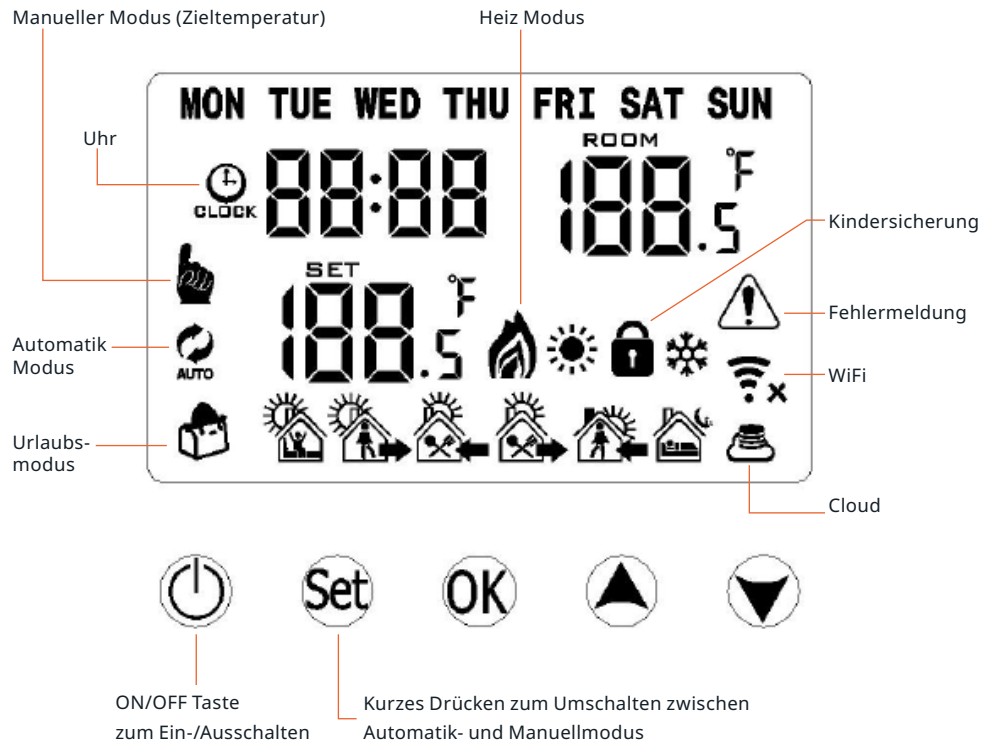 Manueller Modus (Zieltemperatur)
Heiz Modus
MON TUE WED THU FRI SAT SUN
Uhr
CLOCK
88:88
ROOM
188.5 °F
Kindersicherung
SET
188.5 °F
Fehlermeldung
Automatik
Modus
AUTO
WiFi
Urlaubs-
modus
Cloud
Set
OK
ON/OFF Taste
zum Ein-/Ausschalten
Kurzes Drücken zum Umschalten zwischen
Automatik- und Manuellmodus